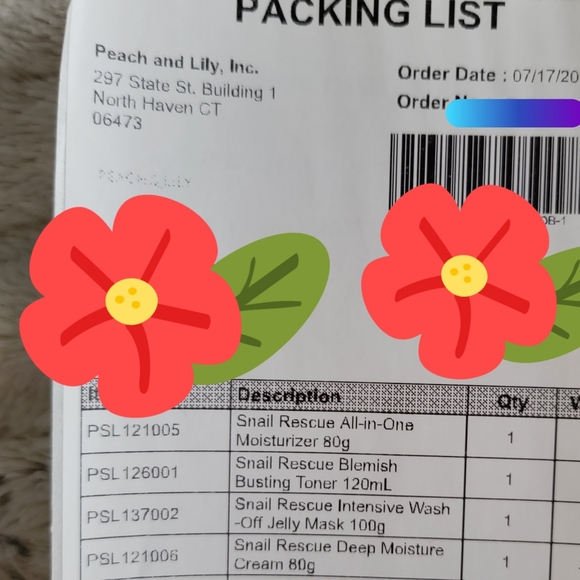 PACKING LIST
Peach and Lily, Inc.
297 State St. Building 1
North Haven CT
06473
Order Date : 07/17/20
Order
PEACH & LILY
Description Qty
PSL121005 Snail Rescue All-in-One
Moisturizer 80g 1
PSL126001 Snail Rescue Blemish
Busting Toner 120mL 1
PSL137002 Snail Rescue Intensive Wash
-Off Jelly Mask 100g 1
PSL121006 Snail Rescue Deep Moisture
Cream 80g 1